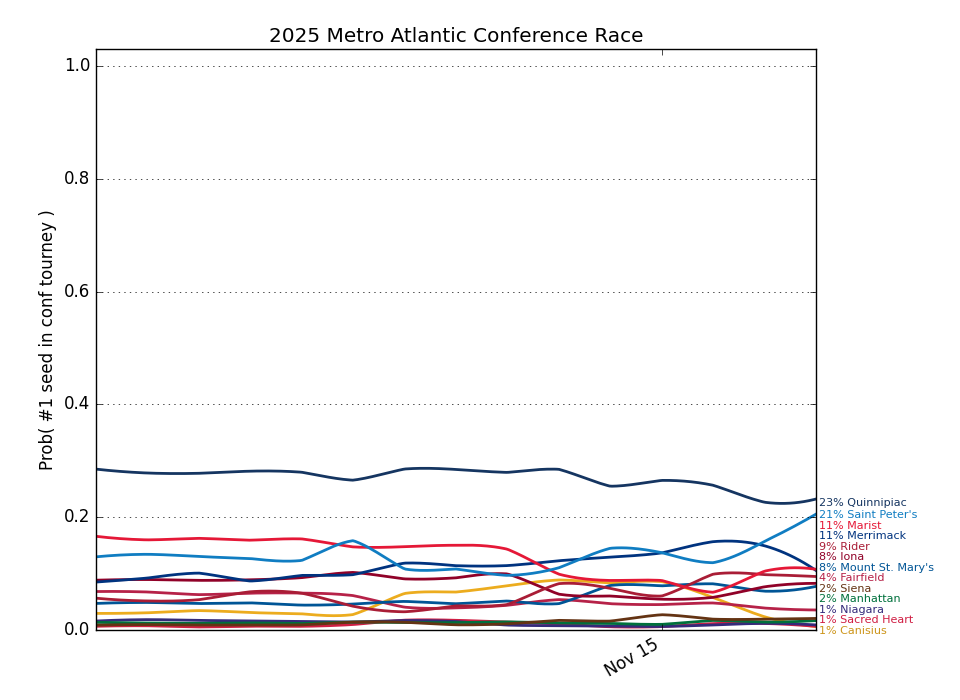 2025 Metro Atlantic Conference Race
Prob( #1 seed in conf tourney )
1.0
0.8
0.6
0.4
0.2
0.0
Nov 15
23% Quinnipiac
21% Saint Peter's
11% Marist
11% Merrimack
9% Rider
8% Iona
8% Mount St. Mary's
4% Fairfield
2% Siena
2% Manhattan
1% Niagara
1% Sacred Heart
1% Canisius